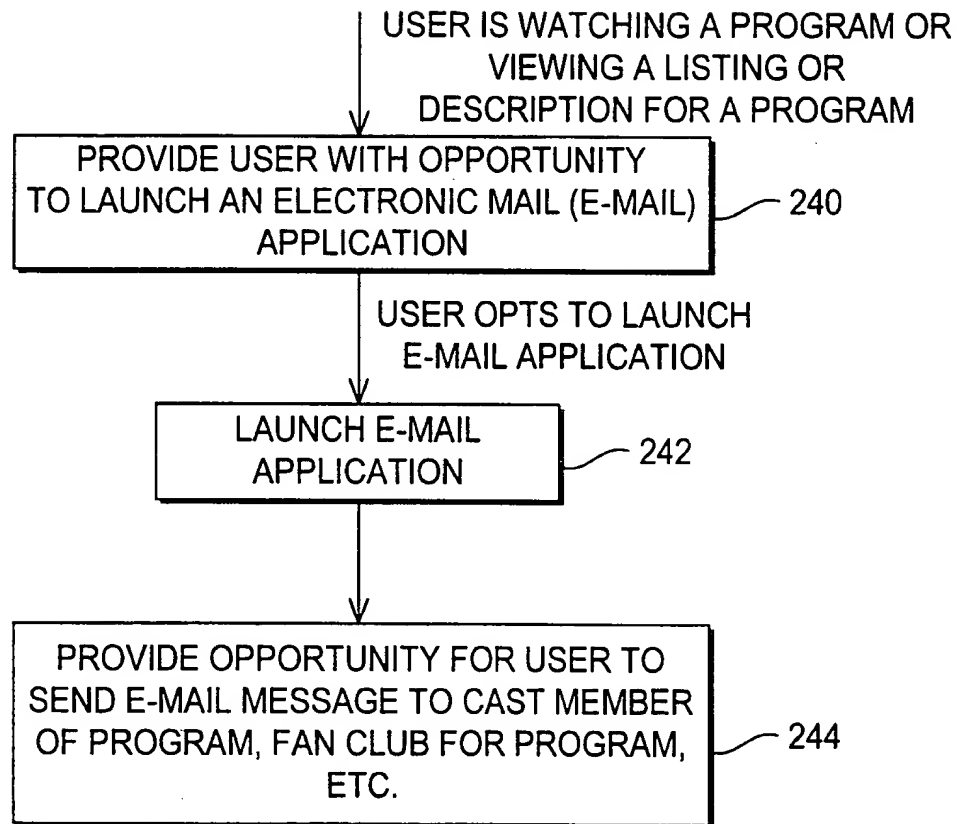 USER IS WATCHING A PROGRAM OR
VIEWING A LISTING OR
DESCRIPTION FOR A PROGRAM
PROVIDE USER WITH OPPORTUNITY
TO LAUNCH AN ELECTRONIC MAIL (E-MAIL)
APPLICATION
240
USER OPTS TO LAUNCH
E-MAIL APPLICATION
LAUNCH E-MAIL
APPLICATION
242
PROVIDE OPPORTUNITY FOR USER TO
SEND E-MAIL MESSAGE TO CAST MEMBER
OF PROGRAM, FAN CLUB FOR PROGRAM,
ETC.
244